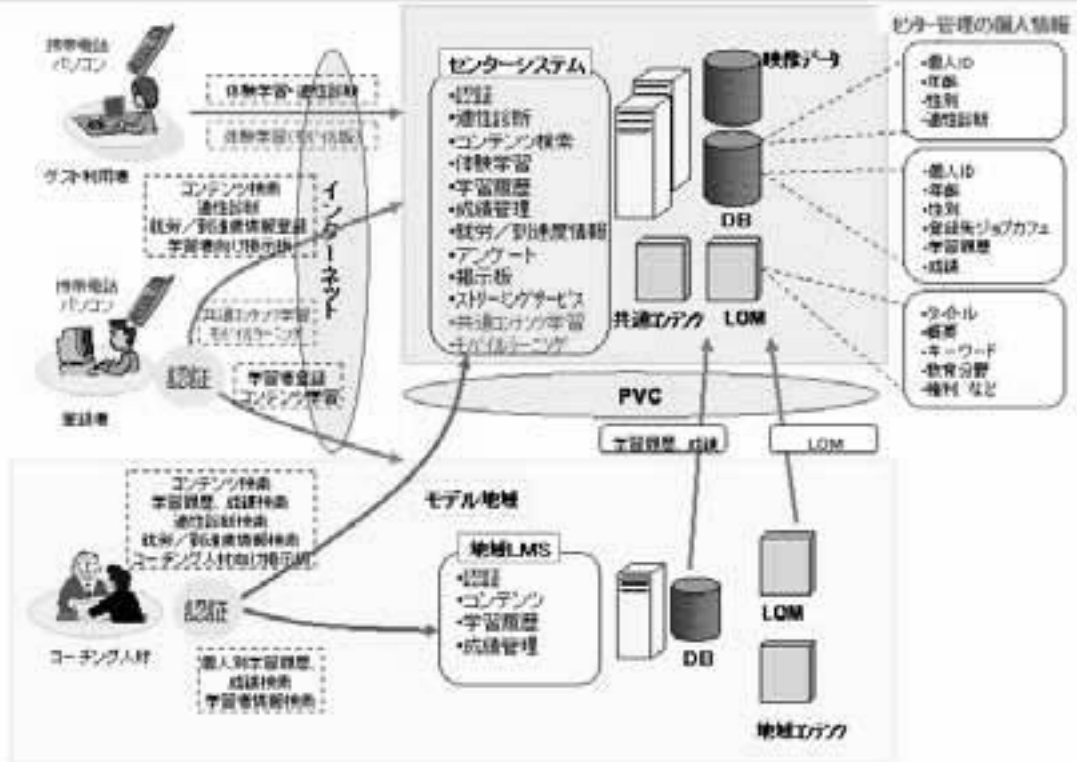 携帯電話
パソコン
ゲスト利用者
体験学習・適性診断
体験学習(モバイル版)
コンテンツ検索
適性診断
就労/到達度情報登録
学習者向け掲示板
インターネット
携帯電話
パソコン
登録者
認証
共通コンテンツ学習
モバイルラーニング
学習者登録
コンテンツ学習
センターシステム
・認証
・適性診断
・コンテンツ検索
・体験学習
・学習履歴
・成績管理
・就労/到達度情報
・アンケート
・掲示板
・ストリーミングサービス
・共通コンテンツ学習
・モバイルラーニング
映像データ
DB
共通コンテンツ
LOM
センター管理の個人情報
・個人ID
・年齢
・性別
・適性診断
・個人ID
・年齢
・性別
・登録先ジョブカフェ
・学習履歴
・成績
・タイトル
・概要
・キーワード
・教育分野
・権利 など
PVC
学習履歴、成績
LOM
モデル地域
コンテンツ検索
学習履歴、成績検索
適性診断検索
就労/到達度情報検索
コーチング人材向け掲示板
コーチング人材
認証
個人別学習履歴、
成績検索
学習者情報検索
地域LMS
・認証
・コンテンツ
・学習履歴
・成績管理
DB
LOM
地域コンテンツ